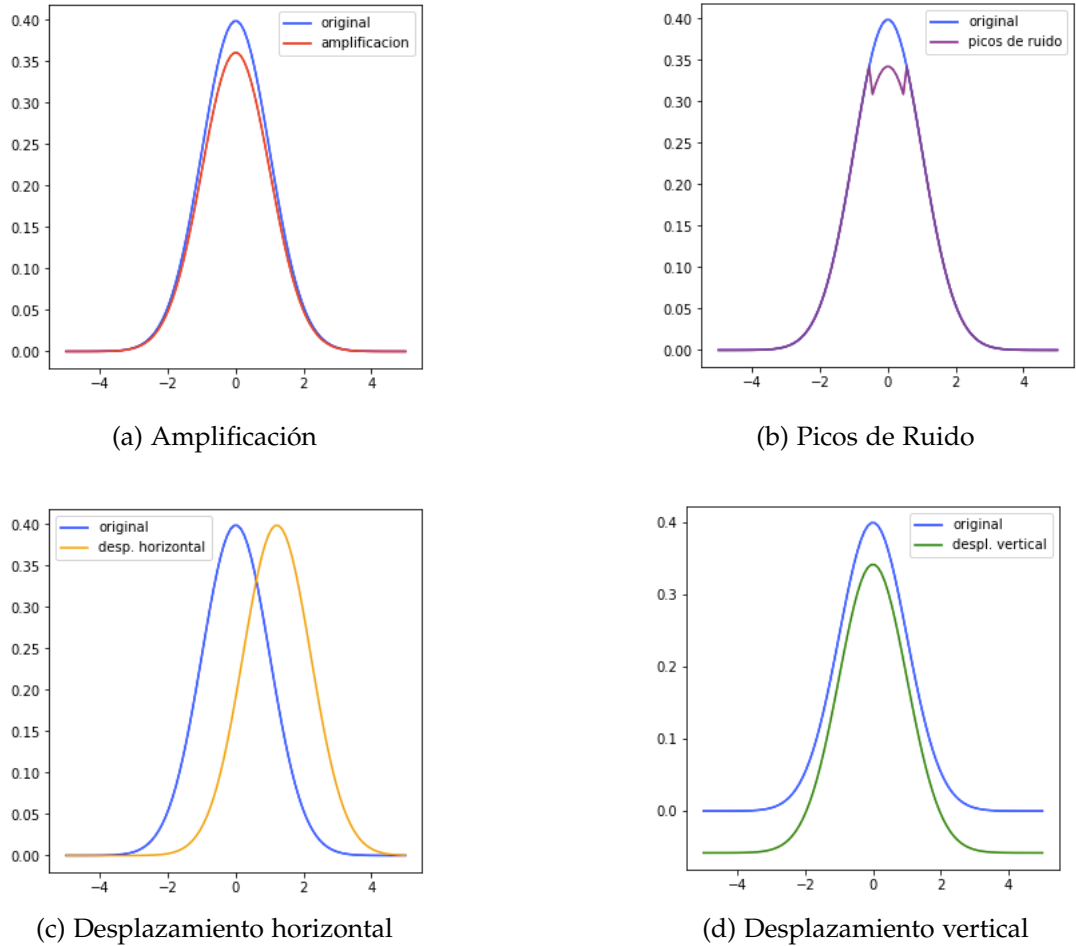 0.40
0.35
0.30
0.25
0.20
0.15
0.10
0.05
0.00
−4 −2 0 2 4
original
amplificacion
(a) Amplificación
0.40
0.35
0.30
0.25
0.20
0.15
0.10
0.05
0.00
−4 −2 0 2 4
original
picos de ruido
(b) Picos de Ruido
0.40
0.35
0.30
0.25
0.20
0.15
0.10
0.05
0.00
−4 −2 0 2 4
original
desp. horizontal
(c) Desplazamiento horizontal
0.4
0.3
0.2
0.1
0.0
−4 −2 0 2 4
original
despl. vertical
(d) Desplazamiento vertical